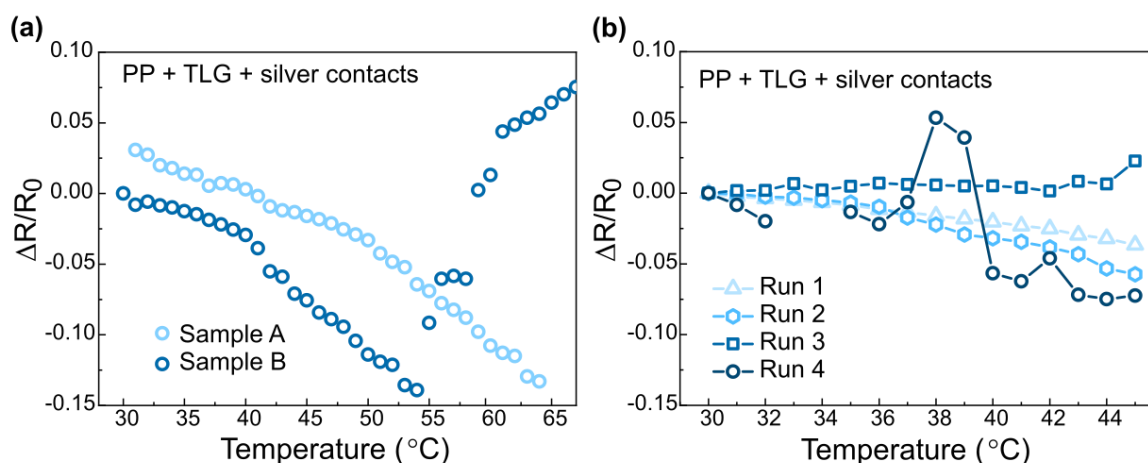 (a)
PP + TLG + silver contacts
0.10
0.05
0.00
-0.05
-0.10
-0.15
ΔR/R0
Sample A
Sample B
30 35 40 45 50 55 60 65
Temperature (°C)
(b)
PP + TLG + silver contacts
0.10
0.05
0.00
-0.05
-0.10
-0.15
ΔR/R0
Run 1
Run 2
Run 3
Run 4
30 32 34 36 38 40 42 44
Temperature (°C)